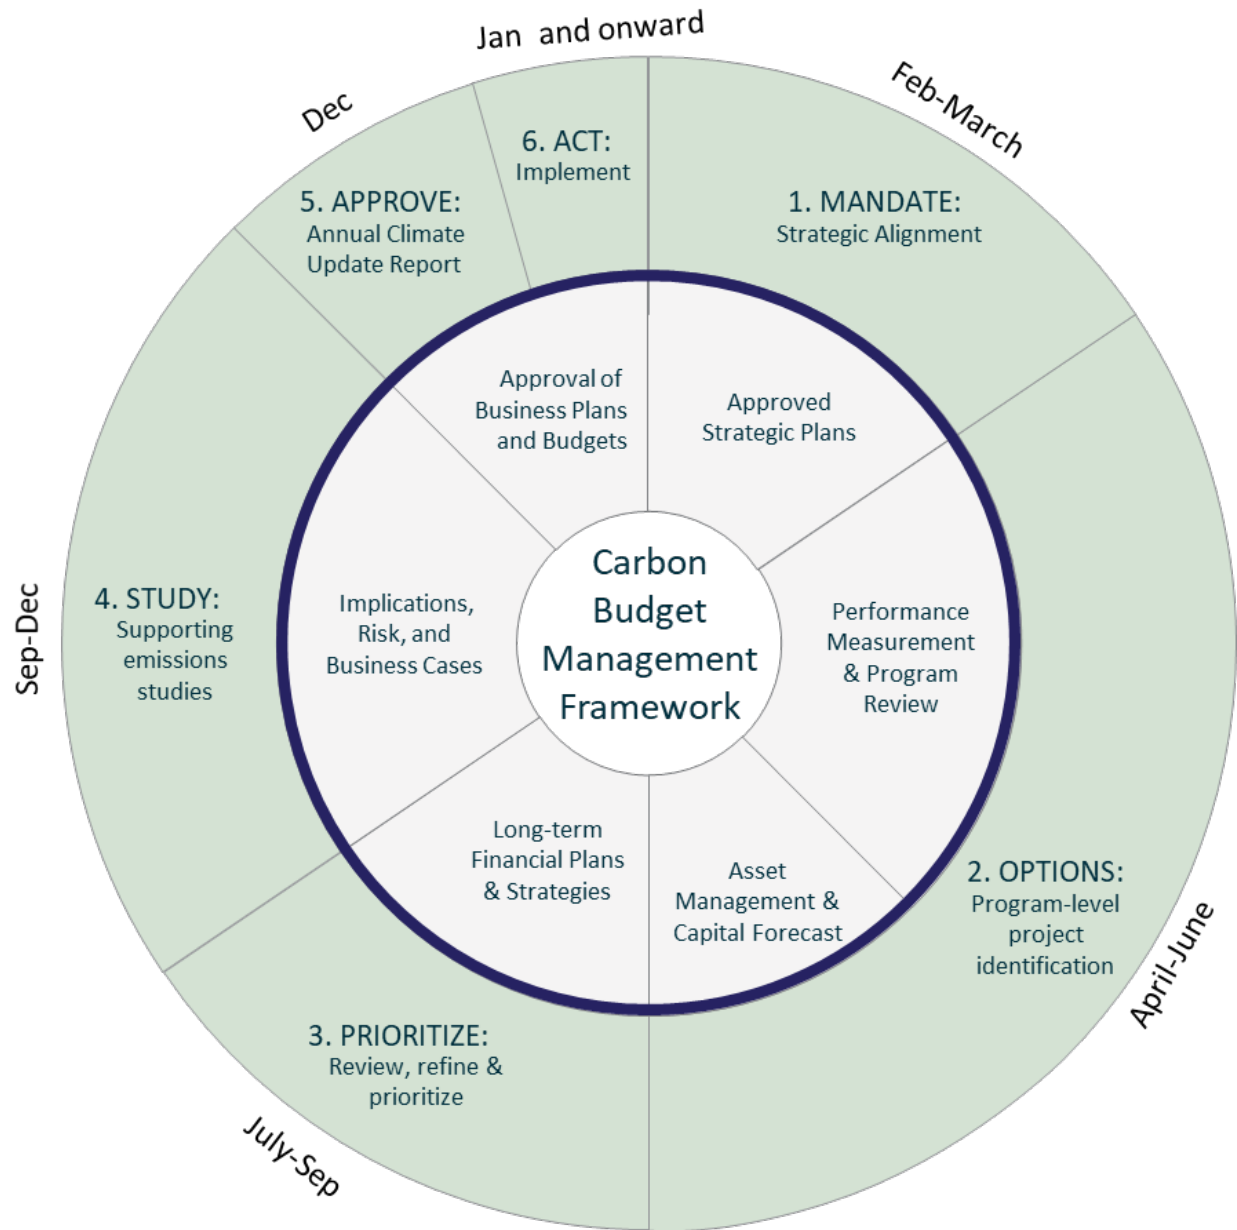 Jan and onward
Feb-March
Dec
6. ACT:
Implement
1. MANDATE:
Strategic Alignment
5. APPROVE:
Annual Climate
Update Report
Approval of
Business Plans
and Budgets
Approved
Strategic Plans
Carbon
Budget
Management
Framework
Sep-Dec
4. STUDY:
Supporting
emissions
studies
Implications,
Risk, and
Business Cases
Performance
Measurement
& Program
Review
Long-term
Financial Plans
& Strategies
Asset
Management &
Capital Forecast
2. OPTIONS:
Program-level
project
identification
April-June
3. PRIORITIZE:
Review, refine &
prioritize
July-Sep